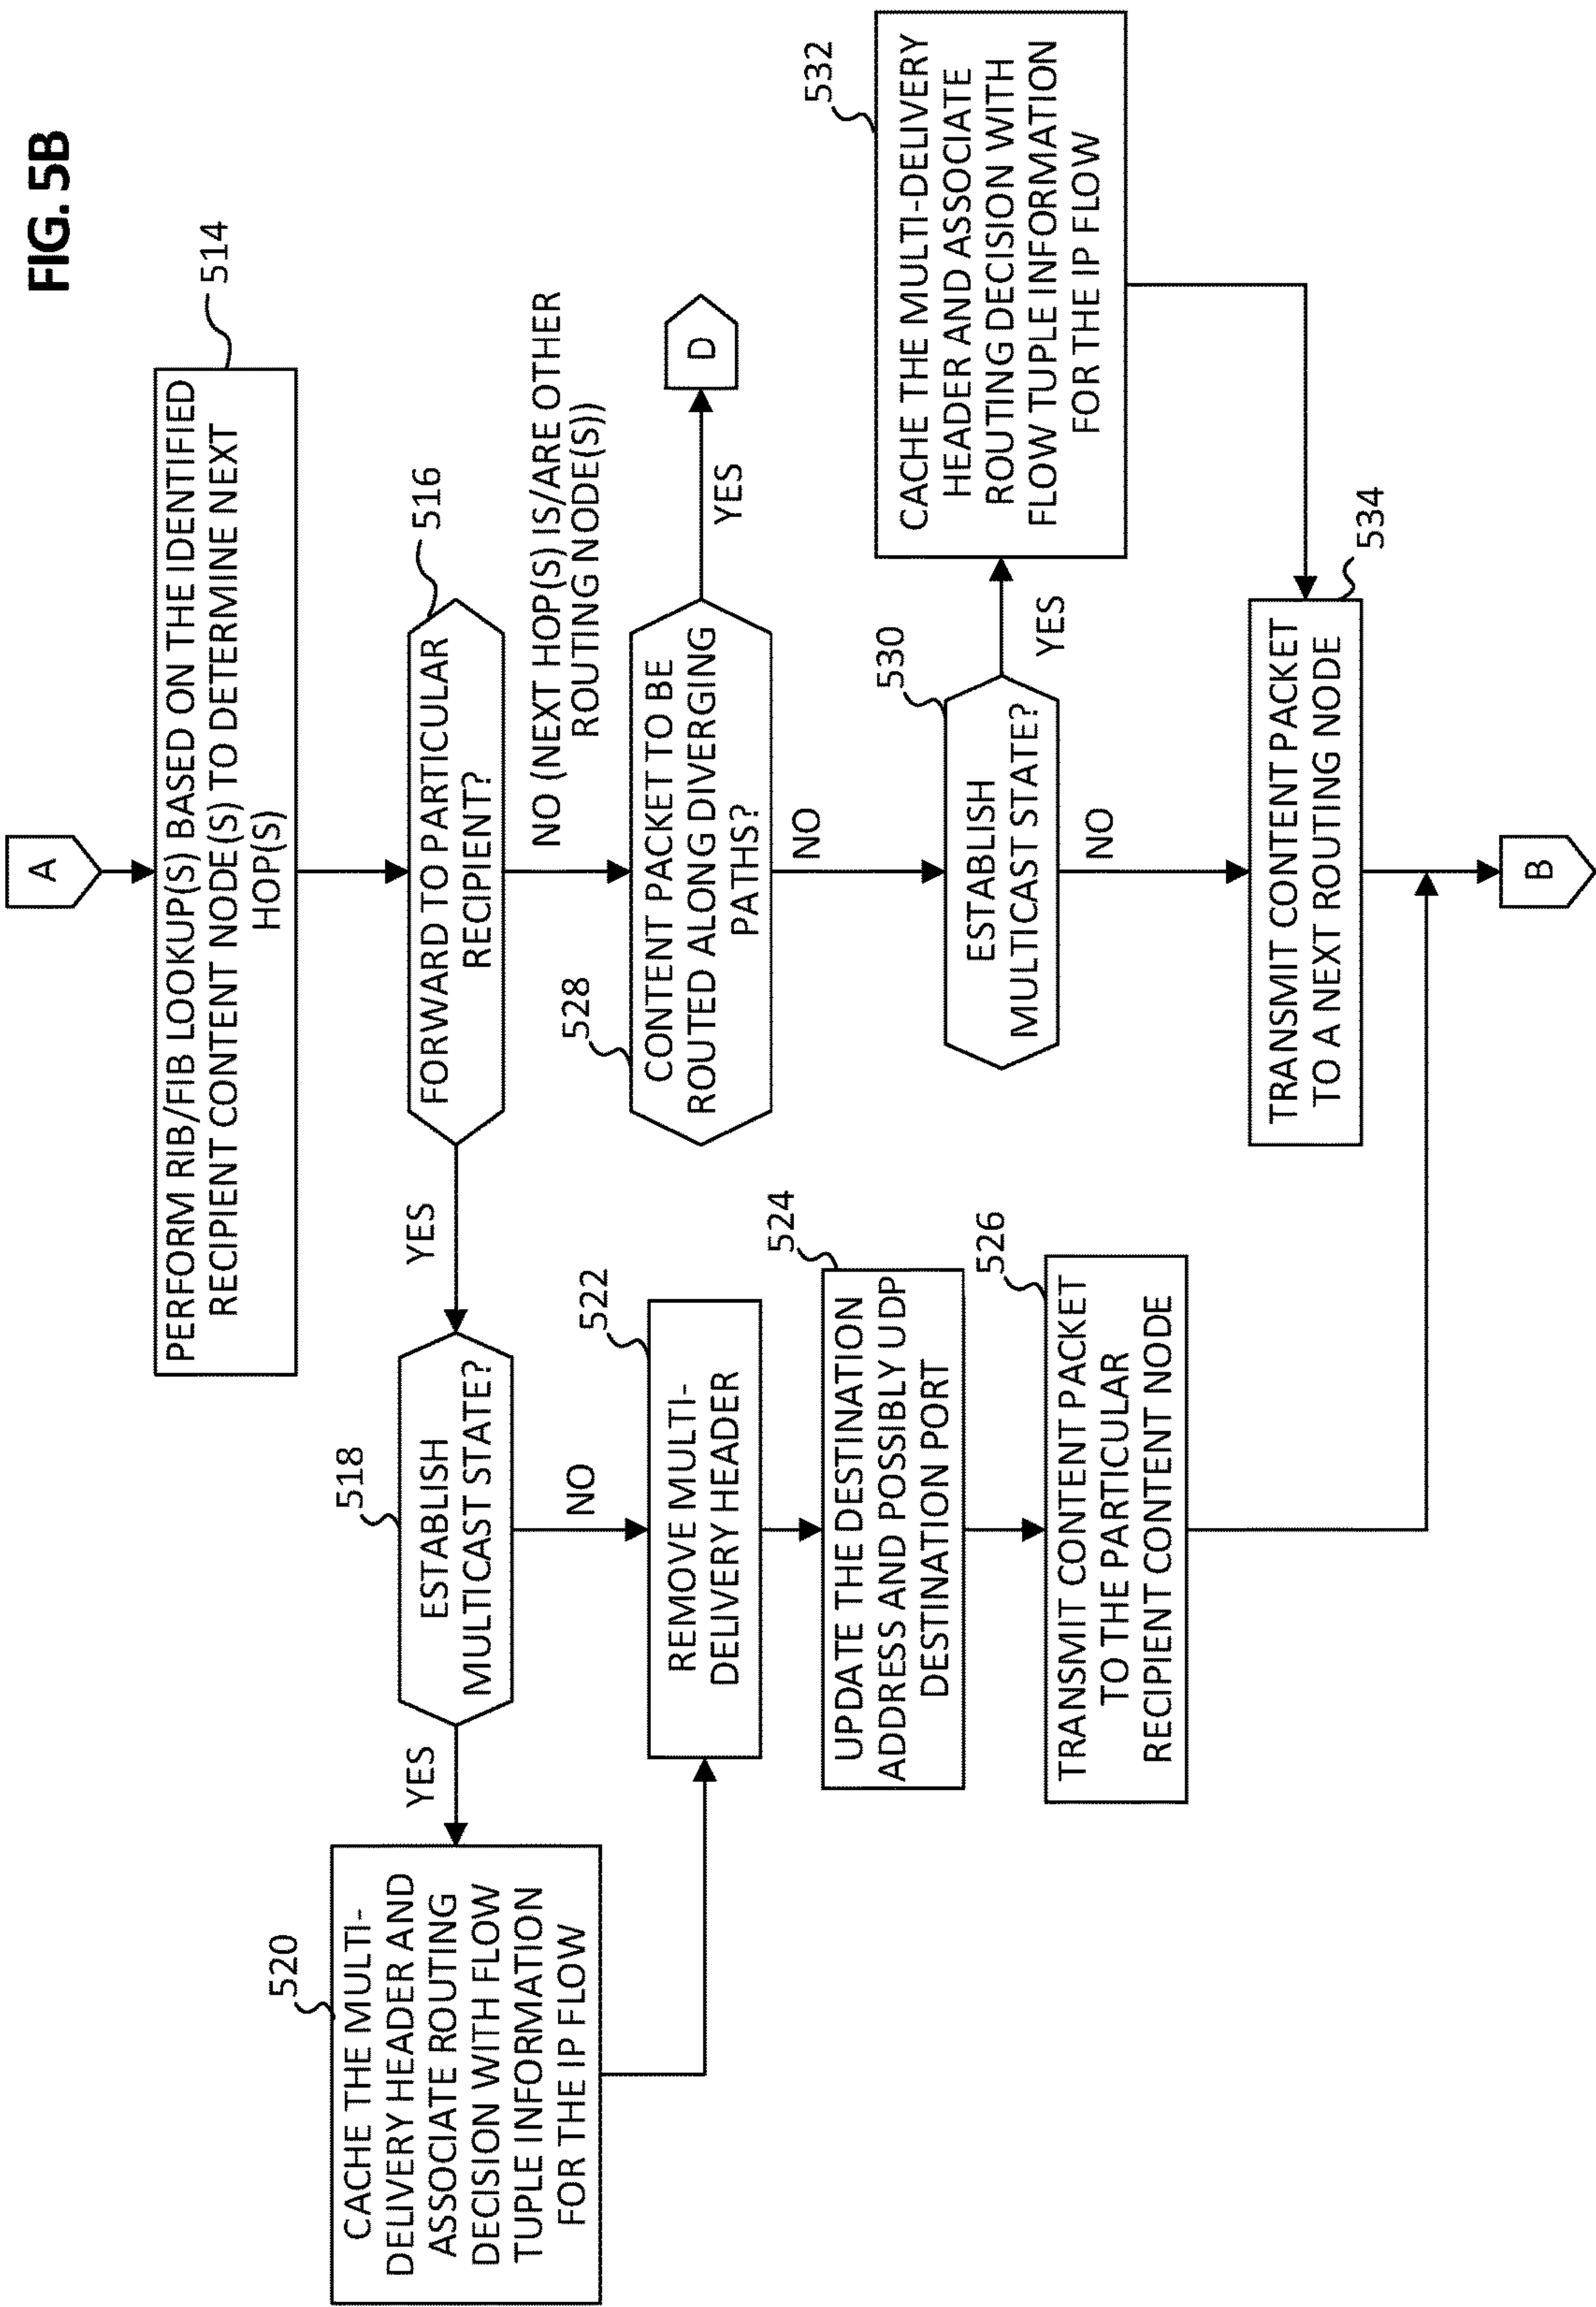 FIG. 5B
A
514
PERFORM RIB/FIB LOOKUP(S) BASED ON THE IDENTIFIED
RECIPIENT CONTENT NODE(S) TO DETERMINE NEXT
HOP(S)
516
FORWARD TO PARTICULAR
RECIPIENT?
YES
NO (NEXT HOP(S) IS/ARE OTHER
ROUTING NODE(S))
518
ESTABLISH
MULTICAST STATE?
YES
NO
520
CACHE THE MULTI-
DELIVERY HEADER AND
ASSOCIATE ROUTING
DECISION WITH FLOW
TUPLE INFORMATION
FOR THE IP FLOW
522
REMOVE MULTI-
DELIVERY HEADER
524
UPDATE THE DESTINATION
ADDRESS AND POSSIBLY UDP
DESTINATION PORT
526
TRANSMIT CONTENT PACKET
TO THE PARTICULAR
RECIPIENT CONTENT NODE
528
CONTENT PACKET TO BE
ROUTED ALONG DIVERGING
PATHS?
YES
D
NO
530
ESTABLISH
MULTICAST STATE?
YES
NO
532
CACHE THE MULTI-DELIVERY
HEADER AND ASSOCIATE
ROUTING DECISION WITH
FLOW TUPLE INFORMATION
FOR THE IP FLOW
534
TRANSMIT CONTENT PACKET
TO A NEXT ROUTING NODE
B